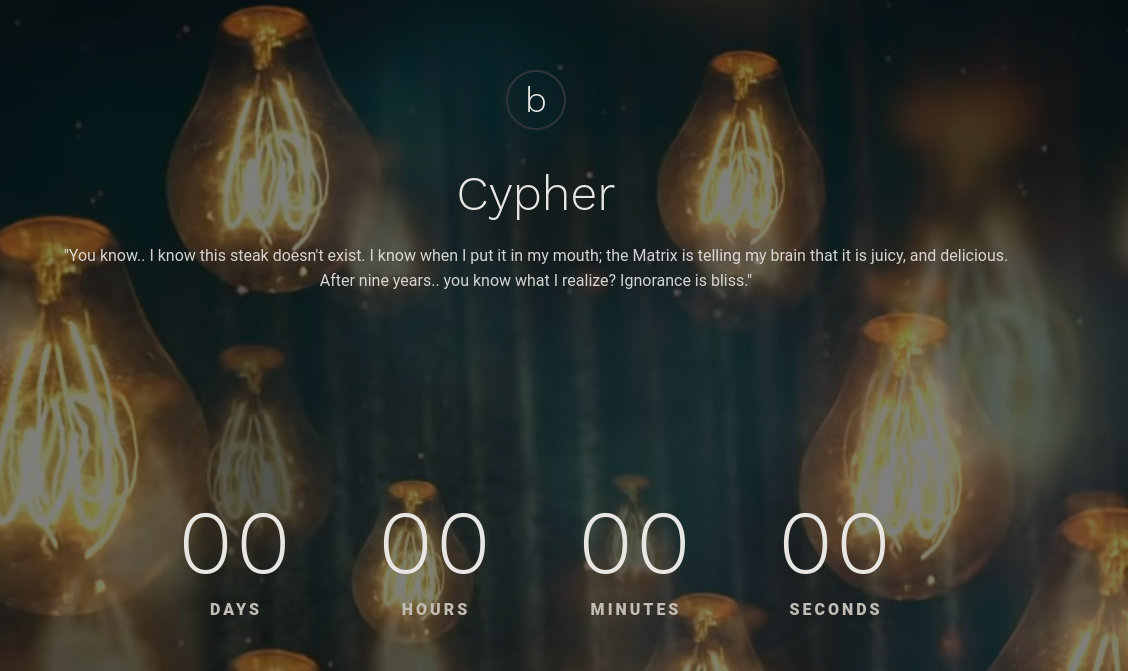 b
Cypher
"You know.. I know this steak doesn't exist. I know when I put it in my mouth; the Matrix is telling my brain that it is juicy, and delicious.
After nine years.. you know what I realize? Ignorance is bliss."
00 00 00 00
DAYS HOURS MINUTES SECONDS